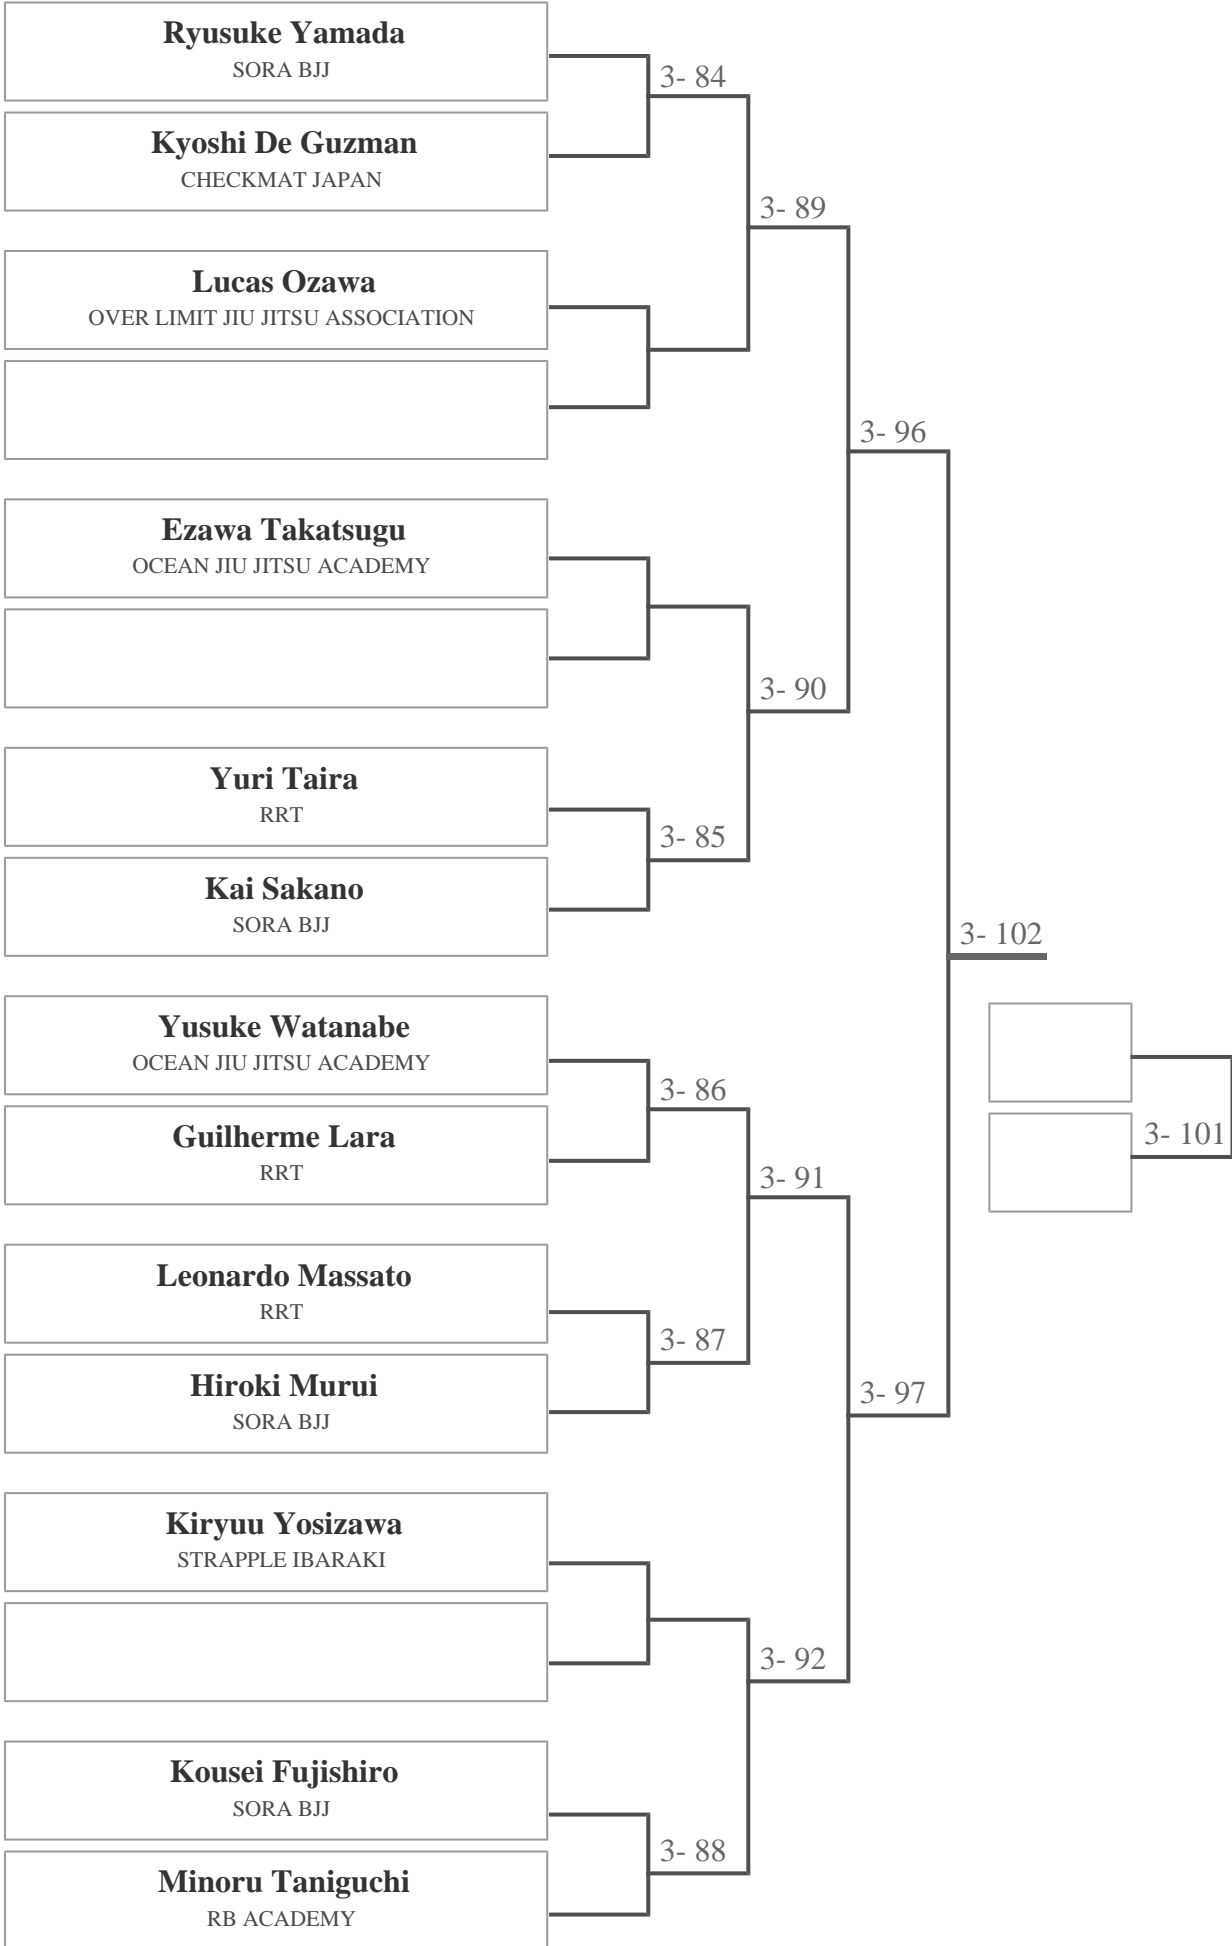 Ryusuke Yamada
SORA BJJ
3- 84
Kyoshi De Guzman
CHECKMAT JAPAN
3- 89
Lucas Ozawa
OVER LIMIT JIU JITSU ASSOCIATION
3- 96
Ezawa Takatsugu
OCEAN JIU JITSU ACADEMY
3- 90
Yuri Taira
RRT
3- 85
Kai Sakano
SORA BJJ
3- 102
Yusuke Watanabe
OCEAN JIU JITSU ACADEMY
3- 86
Guilherme Lara
RRT
3- 101
3- 91
Leonardo Massato
RRT
3- 87
Hiroki Murui
SORA BJJ
3- 97
Kiryuu Yosizawa
STRAPPLE IBARAKI
3- 92
Kousei Fujishiro
SORA BJJ
3- 88
Minoru Taniguchi
RB ACADEMY